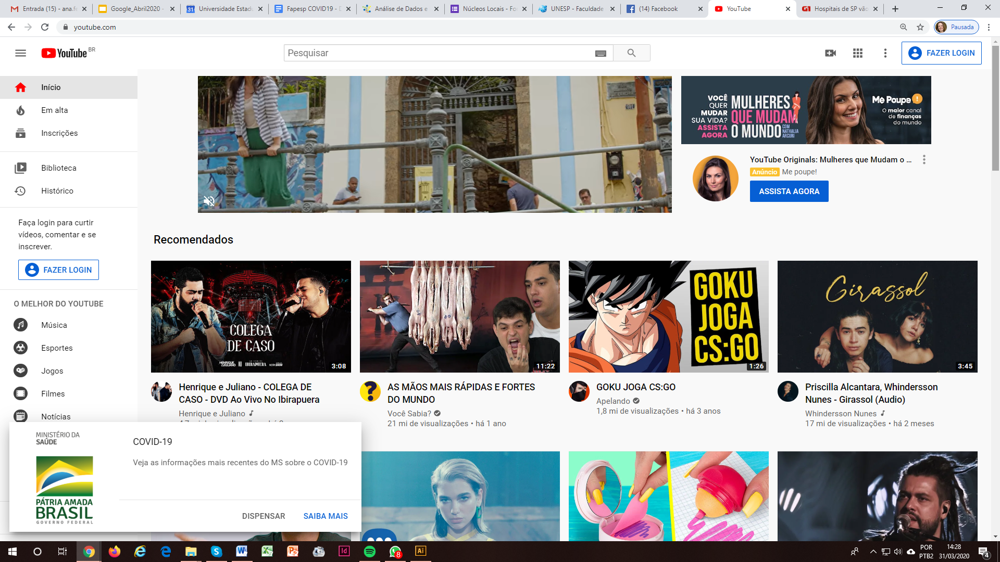 Entrada (15) - ana.fe
Google_Abril2020 -
Universidade Estadu
Fapesp COVID19 - D
Análise de Dados e
Núcleos Locais - Fo
UNESP - Faculdade
(14) Facebook
YouTube
G1 Hospitais de SP vão
youtube.com
Pausada
YouTube BR
Pesquisar
FAZER LOGIN
Início
Em alta
Inscrições
Biblioteca
Histórico
Faça login para curtir
vídeos, comentar e se
inscrever.
FAZER LOGIN
O MELHOR DO YOUTUBE
Música
Esportes
Jogos
Filmes
Notícias
VOCÊ
QUER
MUDAR
SUA VIDA?
ASSISTA
AGORA
MULHERES
QUE MUDAM
O MUNDO
COM
NATHALIA
ARCURI
Me Poupe!
O maior canal
de finanças
do mundo
YouTube Originals: Mulheres que Mudam o ...
Anúncio Me poupe!
ASSISTA AGORA
Recomendados
COLEGA
DE CASO
HENRIQUE
&JULIANO
IBIRAPUERA
3:08
Henrique e Juliano - COLEGA DE
CASO - DVD Ao Vivo No Ibirapuera
Henrique e Juliano
11:22
AS MÃOS MAIS RÁPIDAS E FORTES
DO MUNDO
Você Sabia?
21 mi de visualizações • há 1 ano
GOKU
JOGA
CS:GO
1:26
GOKU JOGA CS:GO
Apelando
1,8 mi de visualizações • há 3 anos
Girassol
3:45
Priscilla Alcantara, Whindersson
Nunes - Girassol (Audio)
Whindersson Nunes
17 mi de visualizações • há 2 meses
MINISTÉRIO DA
SAÚDE
PÁTRIA AMADA
BRASIL
GOVERNO FEDERAL
COVID-19
Veja as informações mais recentes do MS sobre o COVID-19
DISPENSAR
SAIBA MAIS
8
POR
PTB2
14:28
31/03/2020
4